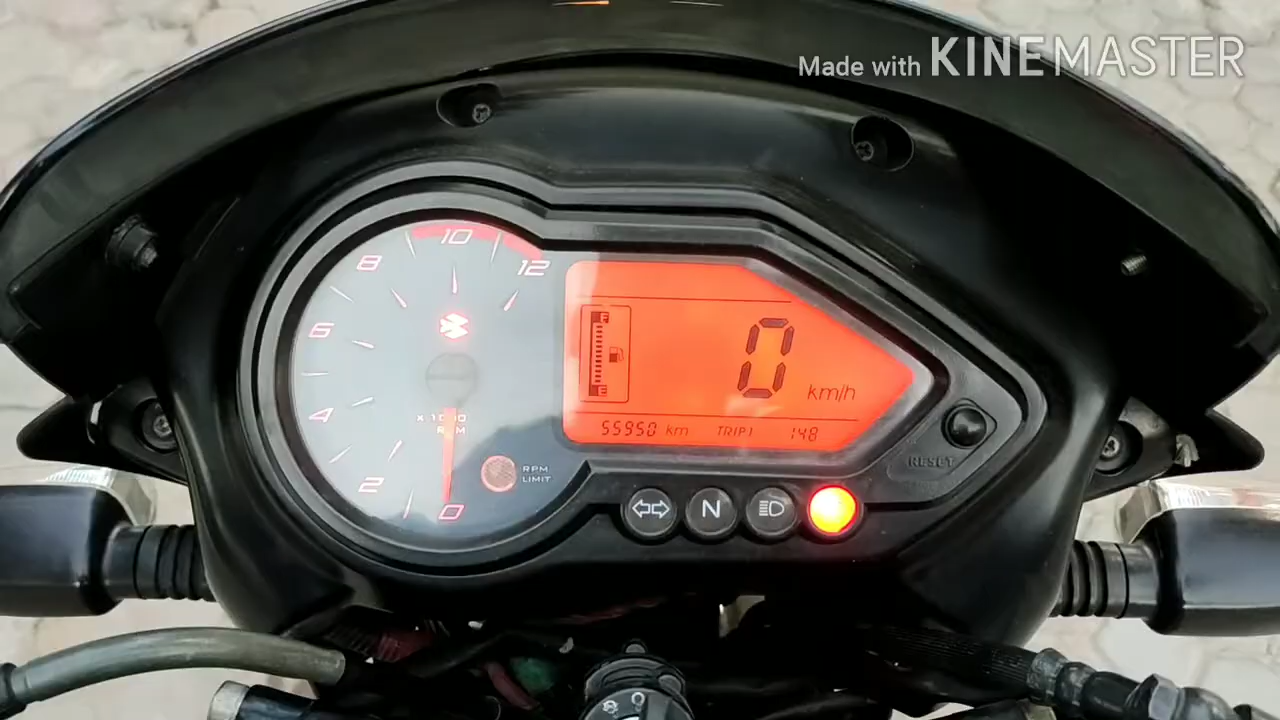 Made with KINEMASTER
10
12
8
6
4
2
0
x 1000
RPM
RPM
LIMIT
F
E
0 km/h
55950 km TRIP1 148
RESET
N